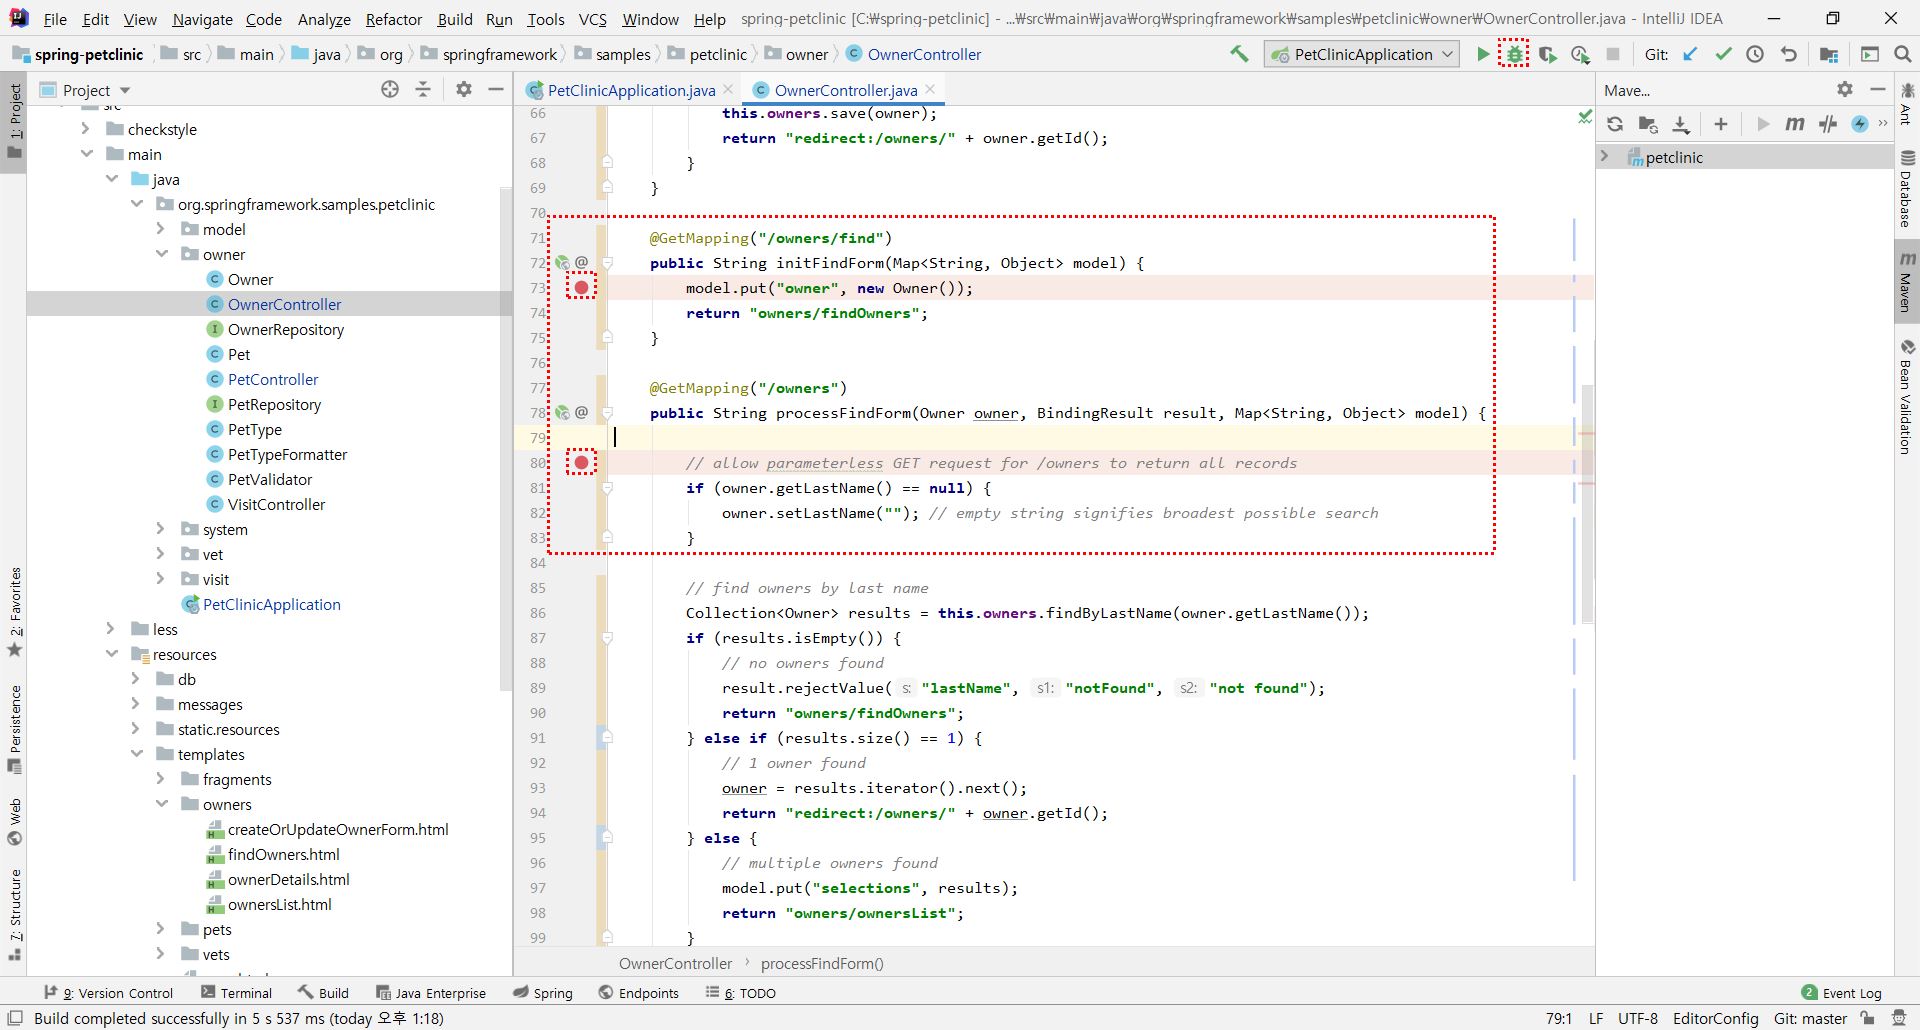 File Edit View Navigate Code Analyze Refactor Build Run Tools VCS Window Help spring-petclinic [C:₩spring-petclinic] - ...₩src₩main₩java₩org₩springframework₩samples₩petclinic₩owner₩OwnerController.java - IntelliJ IDEA
spring-petclinic src main java org springframework samples petclinic owner OwnerController PetClinicApplication Git:
1: Project
2: Favorites
Persistence
Web
7: Structure
Project
src
checkstyle
main
java
org.springframework.samples.petclinic
model
owner
Owner
OwnerController
OwnerRepository
Pet
PetController
PetRepository
PetType
PetTypeFormatter
PetValidator
VisitController
system
vet
visit
PetClinicApplication
less
resources
db
messages
static.resources
templates
fragments
owners
createOrUpdateOwnerForm.html
findOwners.html
ownerDetails.html
ownersList.html
pets
vets
PetClinicApplication.java OwnerController.java
66 this.owners.save(owner);
67 return "redirect:/owners/" + owner.getId();
68 }
69 }
70
71 @GetMapping("/owners/find")
72 @ public String initFindForm(Map<String, Object> model) {
73 model.put("owner", new Owner());
74 return "owners/findOwners";
75 }
76
77 @GetMapping("/owners")
78 @ public String processFindForm(Owner owner, BindingResult result, Map<String, Object> model) {
79
80 // allow parameterless GET request for /owners to return all records
81 if (owner.getLastName() == null) {
82 owner.setLastName(""); // empty string signifies broadest possible search
83 }
84
85 // find owners by last name
86 Collection<Owner> results = this.owners.findByLastName(owner.getLastName());
87 if (results.isEmpty()) {
88 // no owners found
89 result.rejectValue( s: "lastName", s1: "notFound", s2: "not found");
90 return "owners/findOwners";
91 } else if (results.size() == 1) {
92 // 1 owner found
93 owner = results.iterator().next();
94 return "redirect:/owners/" + owner.getId();
95 } else {
96 // multiple owners found
97 model.put("selections", results);
98 return "owners/ownersList";
99 }
OwnerController processFindForm()
Mave...
m
petclinic
Ant
Database
Maven
Bean Validation
9: Version Control Terminal Build Java Enterprise Spring Endpoints 6: TODO 2 Event Log
Build completed successfully in 5 s 537 ms (today 오후 1:18) 79:1 LF UTF-8 EditorConfig Git: master